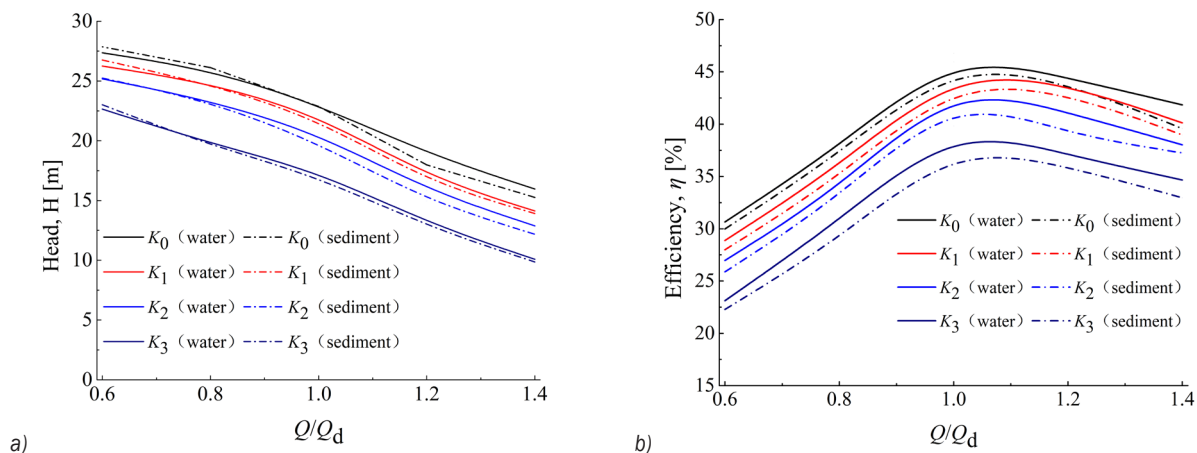 30
25
20
15
10
5
0
0.6 0.8 1.0 1.2 1.4
Head, H [m]
Q/Qd
K0（water） K0（sediment）
K1（water） K1（sediment）
K2（water） K2（sediment）
K3（water） K3（sediment）
a)
50
45
40
35
30
25
20
15
0.6 0.8 1.0 1.2 1.4
Efficiency, η [%]
Q/Qd
K0（water） K0（sediment）
K1（water） K1（sediment）
K2（water） K2（sediment）
K3（water） K3（sediment）
b)